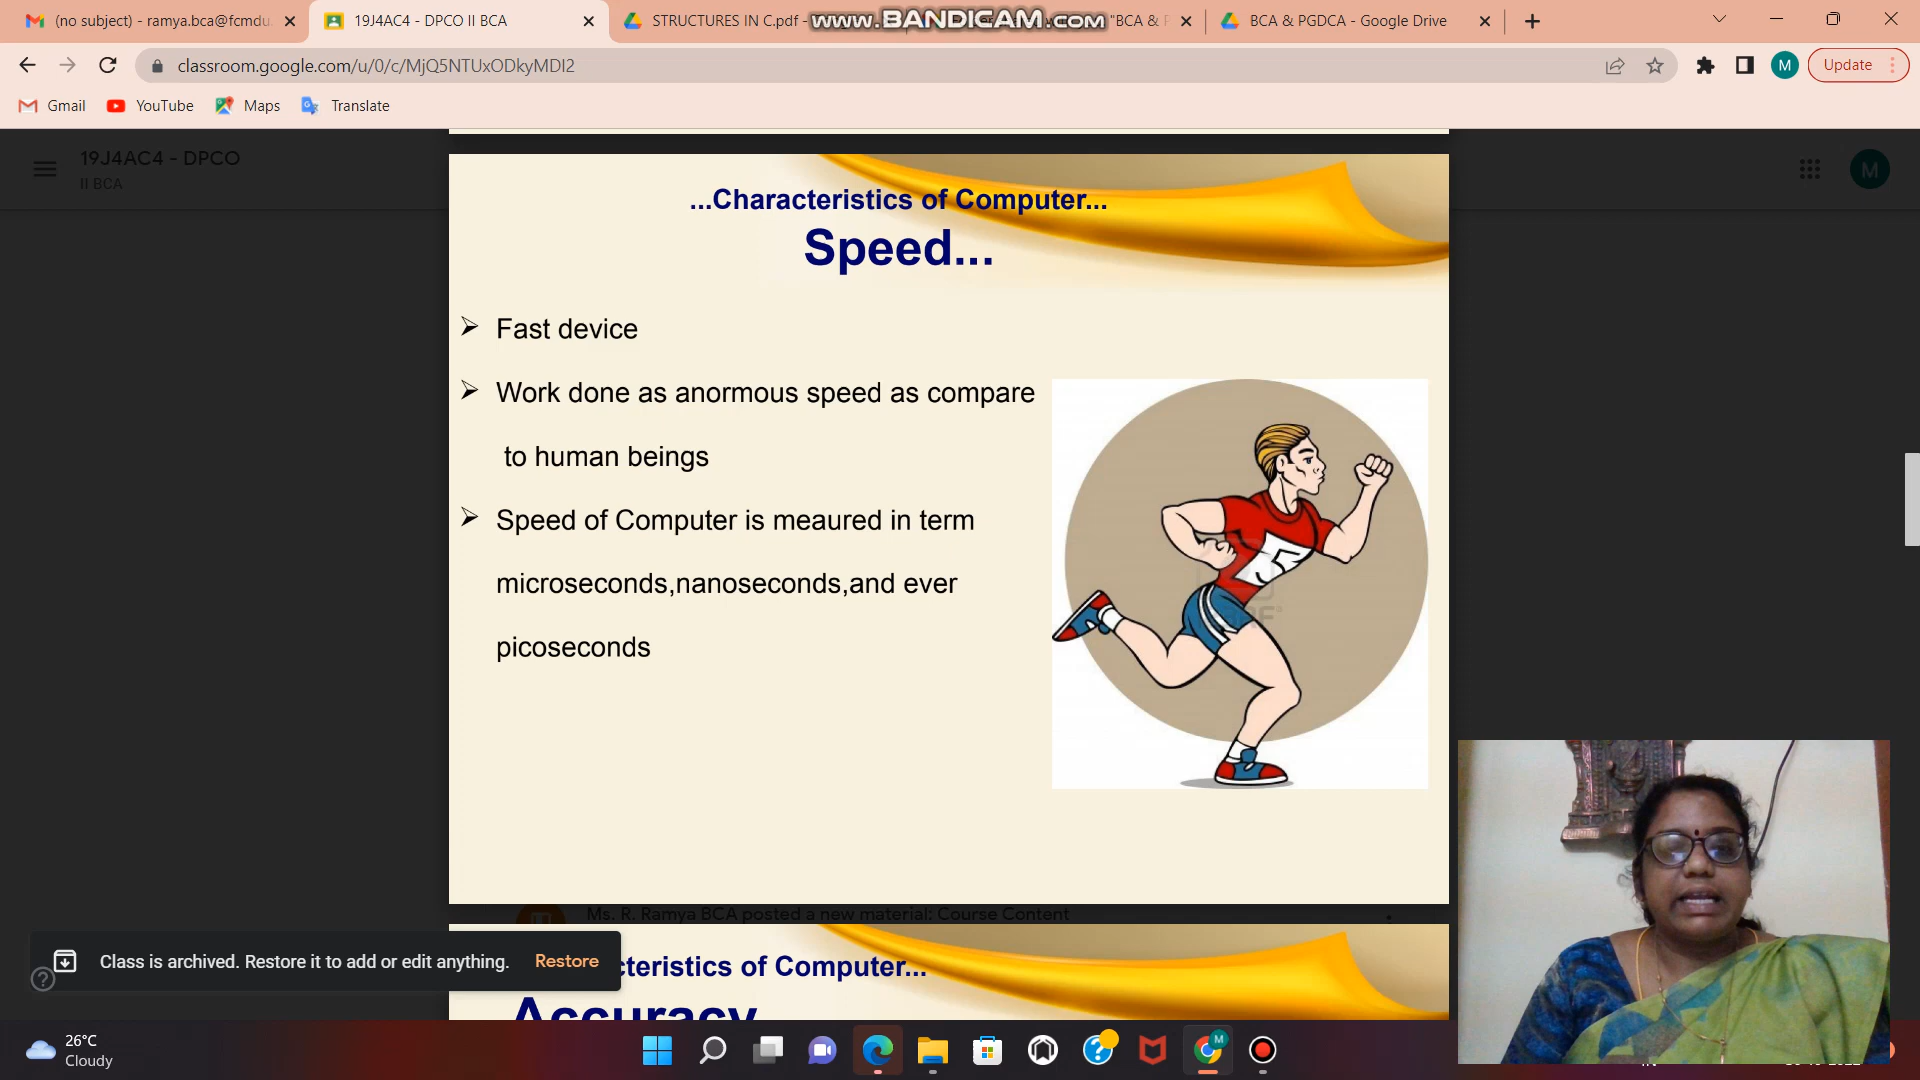 (no subject) - ramya.bca@fcmdu
19J4AC4 - DPCO II BCA
STRUCTURES IN C.pdf -
"BCA &
BCA & PGDCA - Google Drive
www.BANDICAM.com
classroom.google.com/u/0/c/MjQ5NTUxODkyMDI2
M
Update
Gmail
YouTube
Maps
Translate
19J4AC4 - DPCO
II BCA
M
...Characteristics of Computer...
Speed...
Fast device
Work done as anormous speed as compare
to human beings
Speed of Computer is meaured in term
microseconds,nanoseconds,and ever
picoseconds
Ms. R. Ramya BCA posted a new material: Course Content
Class is archived. Restore it to add or edit anything.
Restore
cteristics of Computer...
Accuracy
26°C
Cloudy